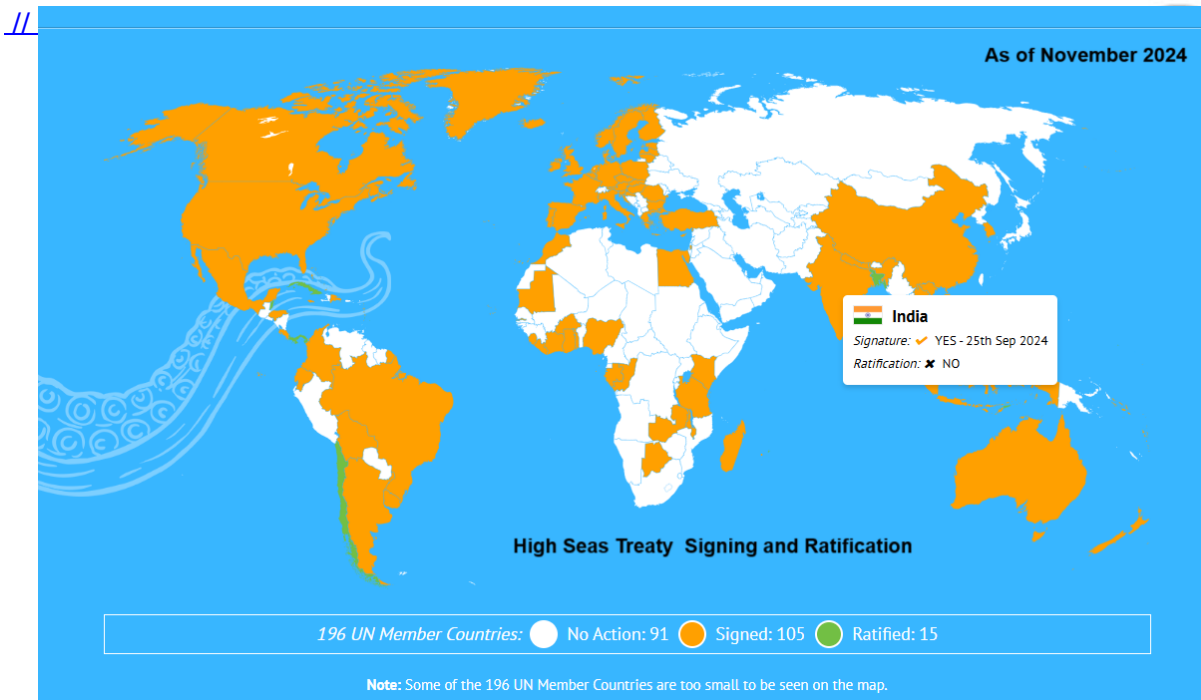 //
As of November 2024
India
Signature: ✔ YES - 25th Sep 2024
Ratification: ✖ NO
High Seas Treaty Signing and Ratification
196 UN Member Countries: No Action: 91 Signed: 105 Ratified: 15
Note: Some of the 196 UN Member Countries are too small to be seen on the map.